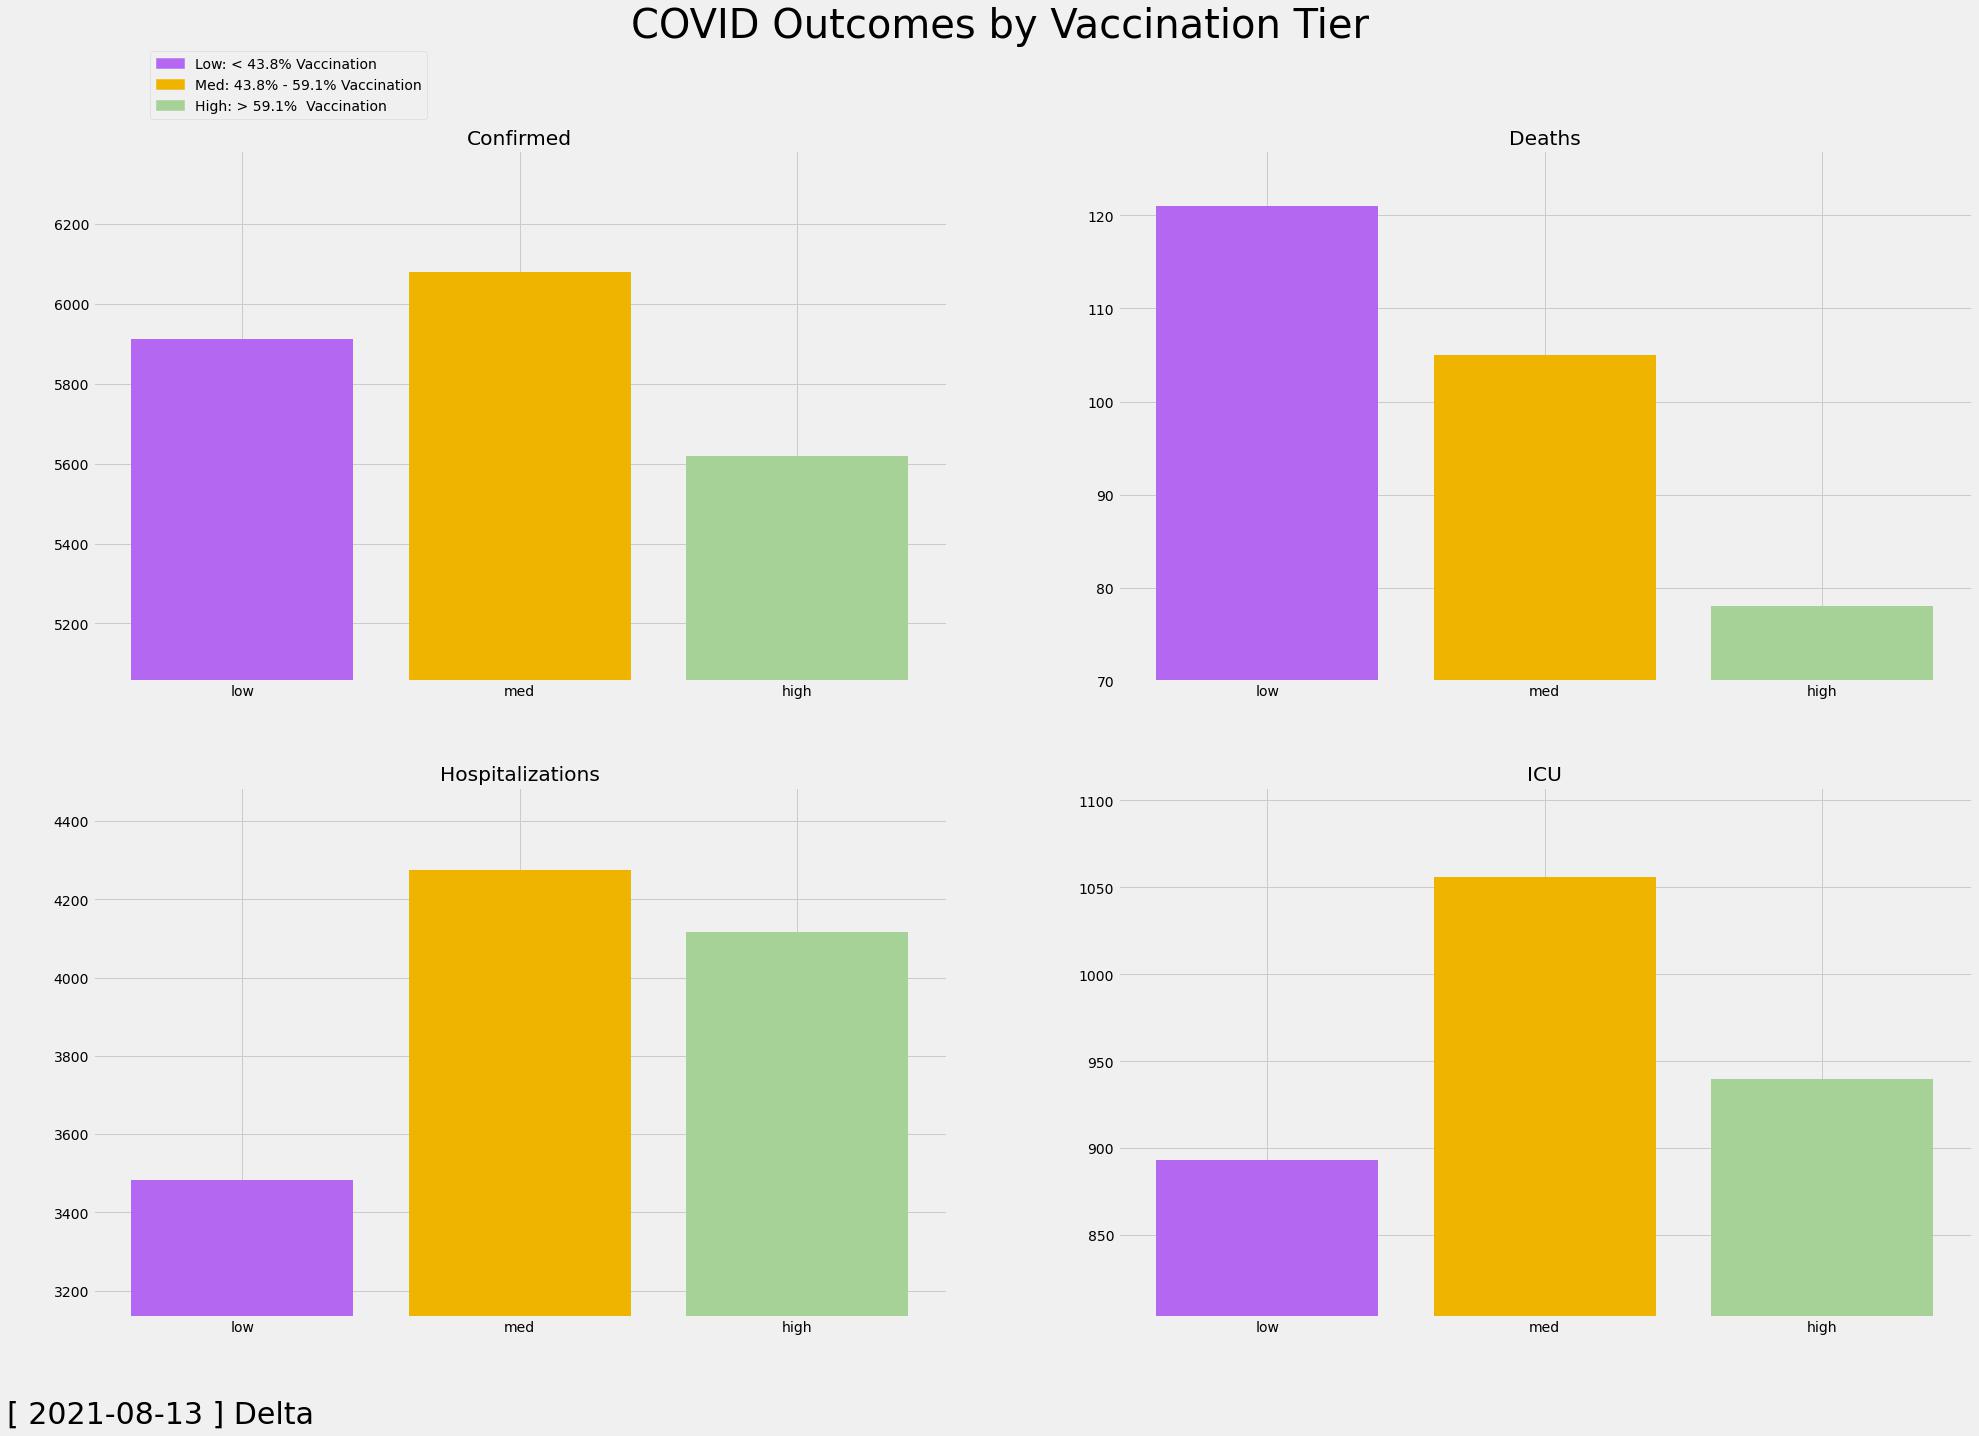 COVID Outcomes by Vaccination Tier
Low: < 43.8% Vaccination
Med: 43.8% - 59.1% Vaccination
High: > 59.1%  Vaccination
Confirmed
6200
6000
5800
5600
5400
5200
low med high
Deaths
120
110
100
90
80
70
low med high
Hospitalizations
4400
4200
4000
3800
3600
3400
3200
low med high
ICU
1100
1050
1000
950
900
850
low med high
[ 2021-08-13 ] Delta